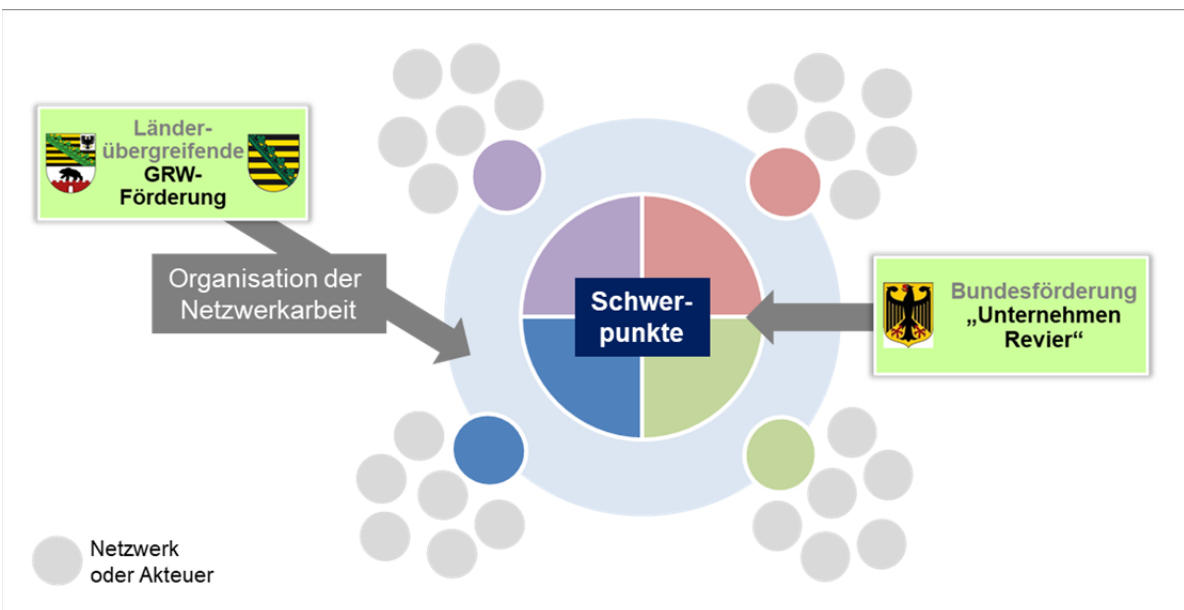 Länder-
übergreifende
GRW-
Förderung
Organisation der
Netzwerkarbeit
Schwer-
punkte
Bundesförderung
„Unternehmen
Revier“
Netzwerk
oder Akteuer